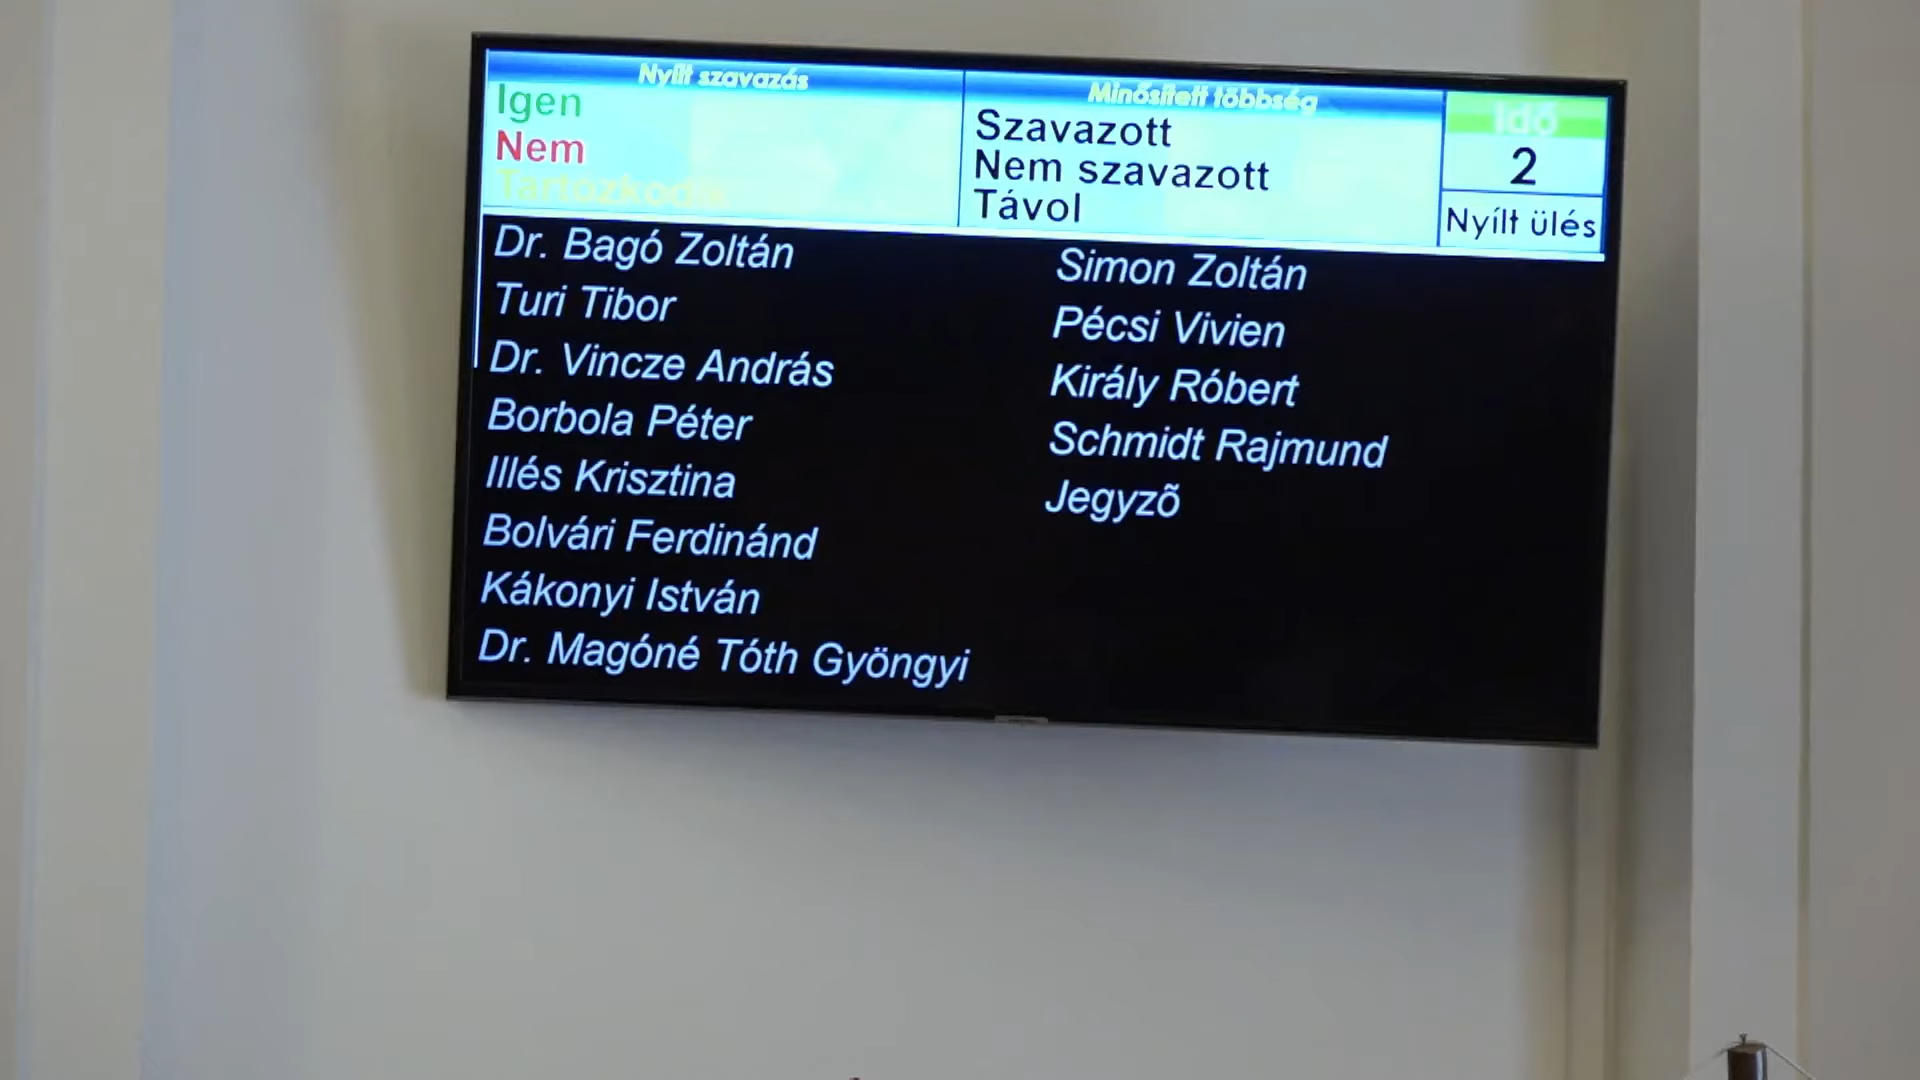 Nyílt szavazás
Igen
Nem
Tartózkodik
Minősített többség
Szavazott
Nem szavazott
Távol
Idő
2
Nyílt ülés
Dr. Bagó Zoltán
Turi Tibor
Dr. Vincze András
Borbola Péter
Illés Krisztina
Bolvári Ferdinánd
Kákonyi István
Dr. Magóné Tóth Gyöngyi
Simon Zoltán
Pécsi Vivien
Király Róbert
Schmidt Rajmund
Jegyzõ